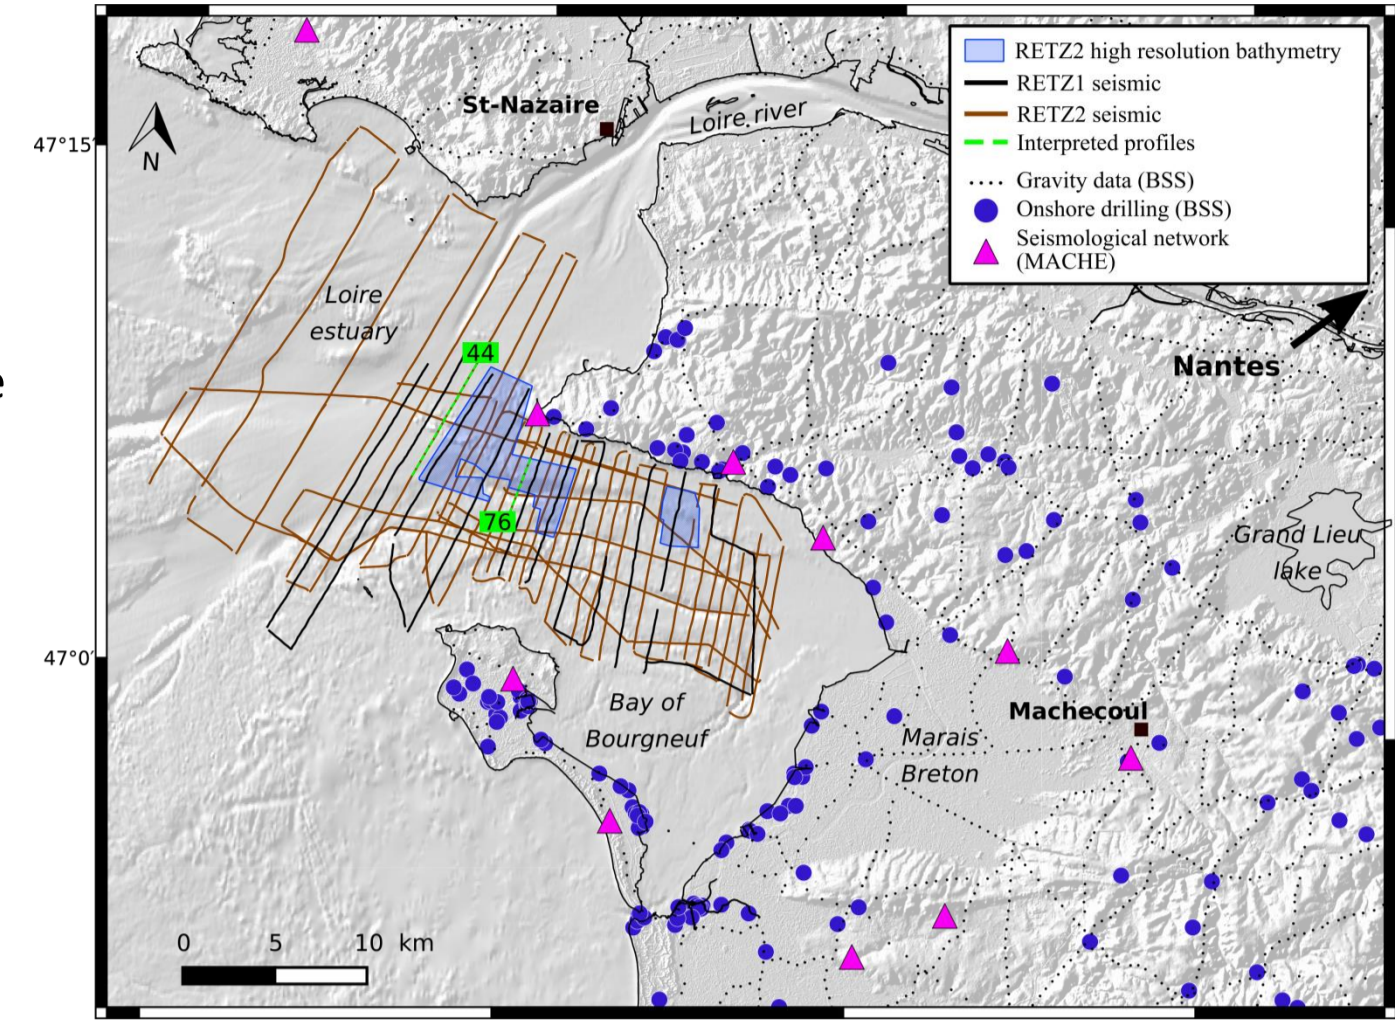 RETZ2 high resolution bathymetry
RETZ1 seismic
RETZ2 seismic
Interpreted profiles
Gravity data (BSS)
Onshore drilling (BSS)
Seismological network
(MACHE)
St-Nazaire
Loire river
47°15'
N
Loire
estuary
44
Nantes
76
Grand Lieu
lake
47°0'
Bay of
Bourgneuf
Machecoul
Marais
Breton
0 5 10 km